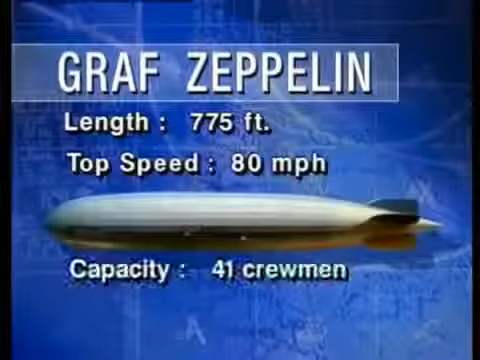 GRAF ZEPPELIN
Length : 775 ft.
Top Speed : 80 mph
Capacity : 41 crewmen